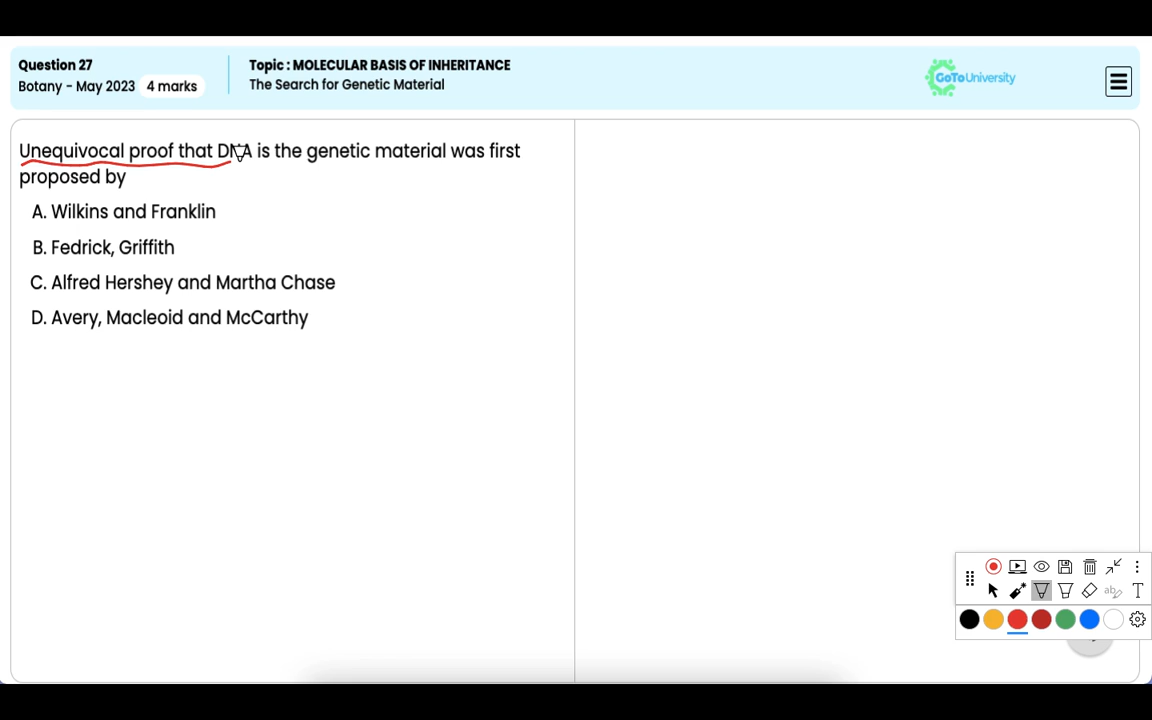 Question 27
Botany - May 2023 4 marks
Topic : MOLECULAR BASIS OF INHERITANCE
The Search for Genetic Material
GoToUniversity
Unequivocal proof that DNA is the genetic material was first
proposed by
A. Wilkins and Franklin
B. Fedrick, Griffith
C. Alfred Hershey and Martha Chase
D. Avery, Macleoid and McCarthy
ab
T